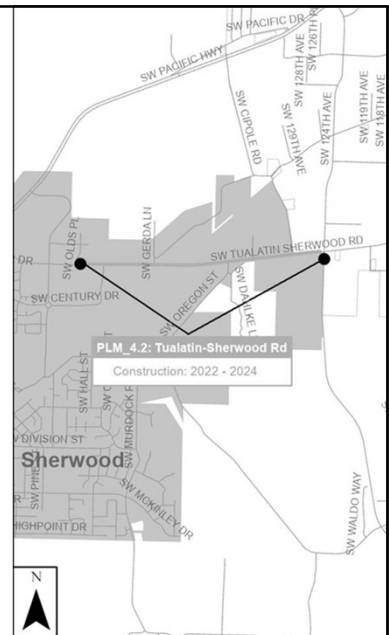 SW PACIFIC DR
SW PACIFIC HWY
SW 126TH
SW 128TH AVE
SW 129TH AVE
SW 124TH AVE
SW 119TH AVE
SW 118TH AVE
SW CIPOLE RD
SW OLDS PL
SW GERDA LN
SW TUALATIN SHERWOOD RD
DR
SW CENTURY DR
SW OREGON ST
SW DAHLKE L
PLM_4.2: Tualatin-Sherwood Rd
Construction: 2022 - 2024
SW HALL ST
SW MURDOCK R
DIVISION ST
Sherwood
SW PINE
SW MCKINLEY DR
HIGHPOINT DR
SW WALDO WAY
N